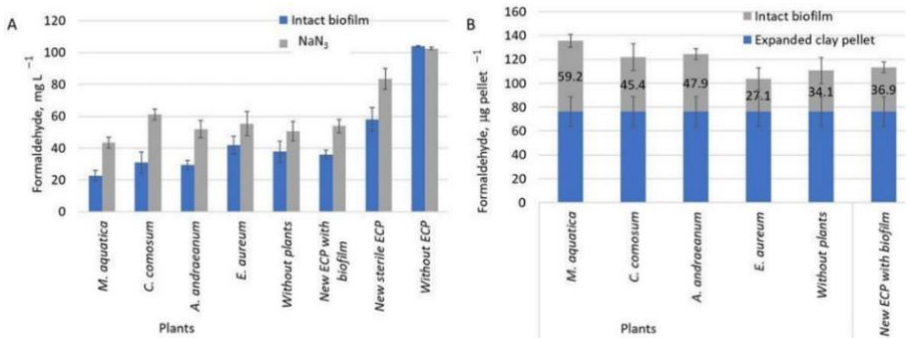 A
Intact biofilm
NaN₃
Formaldehyde, mg L ⁻¹
120
100
80
60
40
20
0
M. aquatica
C. comosum
A. andraeanum
E. aureum
Without plants
New ECP with
biofilm
New sterile ECP
Without ECP
Plants
B
Intact biofilm
Expanded clay pellet
Formaldehyde, µg pellet ⁻¹
160
140
120
100
80
60
40
20
0
59.2
45.4
47.9
27.1
34.1
36.9
M. aquatica
C. comosum
A. andraeanum
E. aureum
Without plants
New ECP with biofilm
Plants